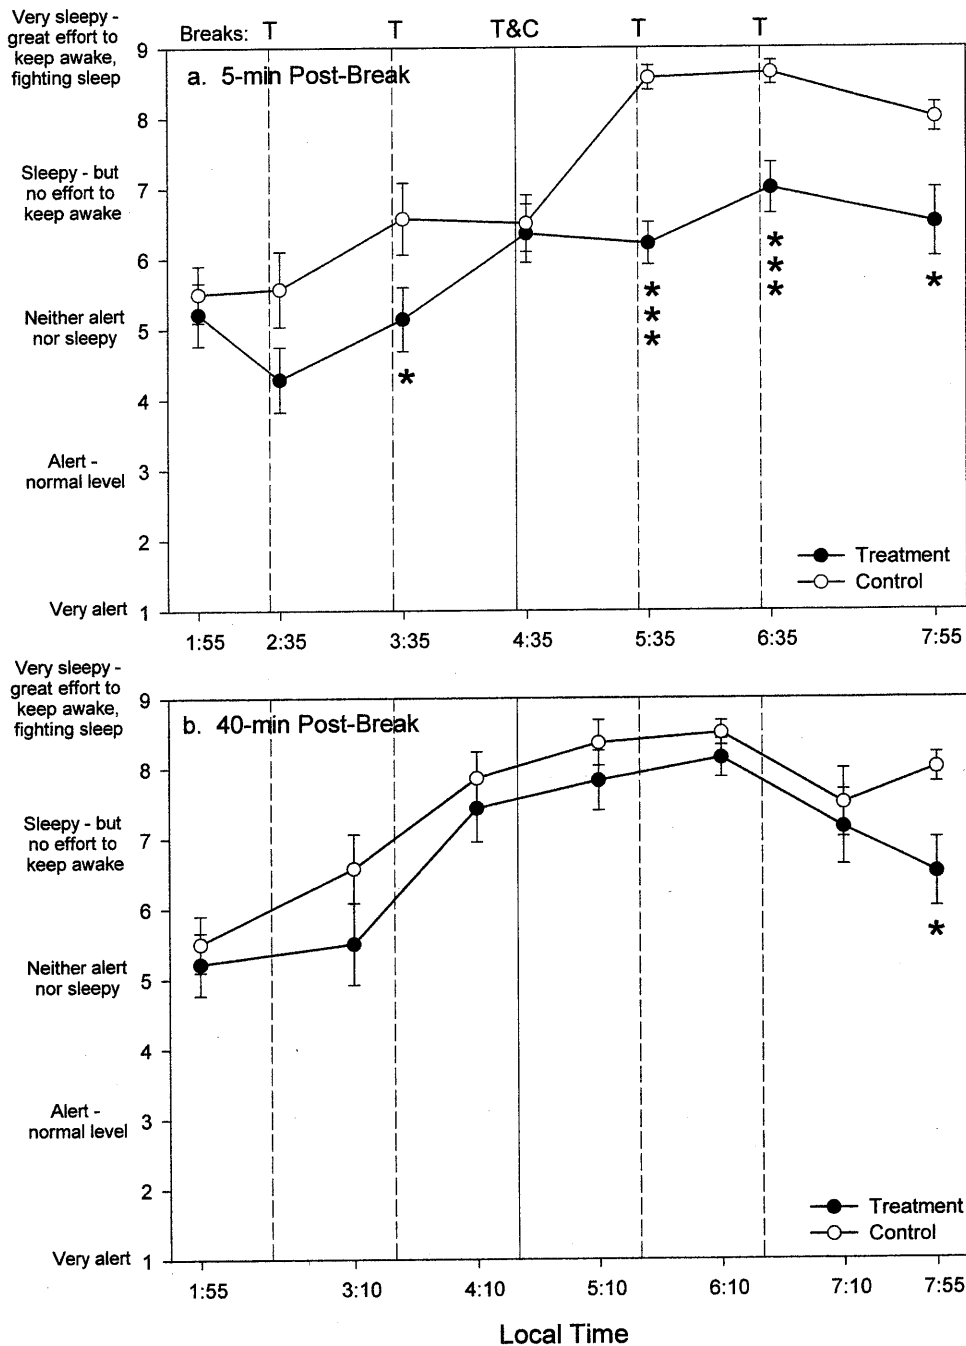 Very sleepy -
great effort to
keep awake,
fighting sleep
Breaks: T T T&C T T
a. 5-min Post-Break
9
8
Sleepy - but
no effort to
keep awake
7
6
Neither alert
nor sleepy
5
*
*
*
*
*
*
*
*
4
Alert -
normal level
3
2
Treatment
Control
Very alert 1
1:55 2:35 3:35 4:35 5:35 6:35 7:55
Very sleepy -
great effort to
keep awake,
fighting sleep
9
b. 40-min Post-Break
8
Sleepy - but
no effort to
keep awake
7
6
*
Neither alert
nor sleepy
5
4
Alert -
normal level
3
2
Treatment
Control
Very alert 1
1:55 3:10 4:10 5:10 6:10 7:10 7:55
Local Time